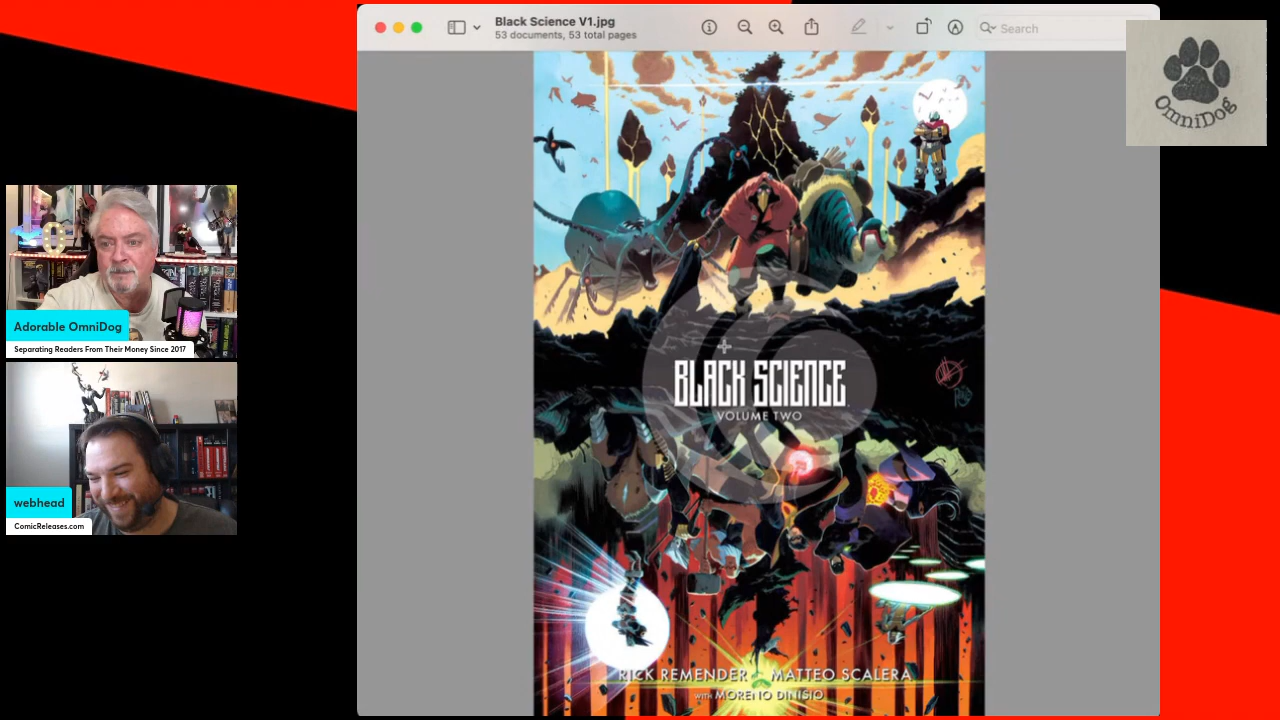 Black Science V1.jpg
53 documents, 53 total pages
Search
OmniDog
Adorable OmniDog
Separating Readers From Their Money Since 2017
webhead
ComicReleases.com
BLACK SCIENCE
VOLUME TWO
RICK REMENDER MATTEO SCALERA
WITH MORENO DINISIO